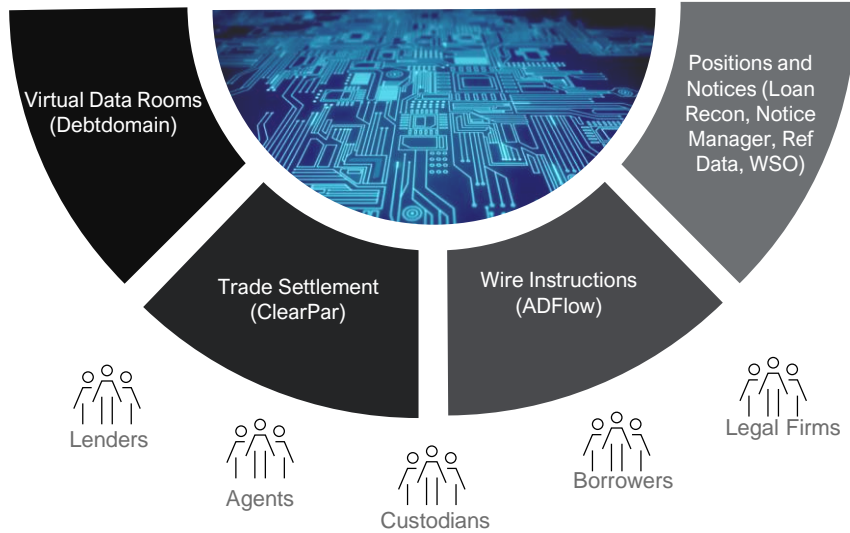 Virtual Data Rooms
(Debtdomain)
Trade Settlement
(ClearPar)
Wire Instructions
(ADFlow)
Positions and
Notices (Loan
Recon, Notice
Manager, Ref
Data, WSO)
Lenders
Agents
Custodians
Borrowers
Legal Firms